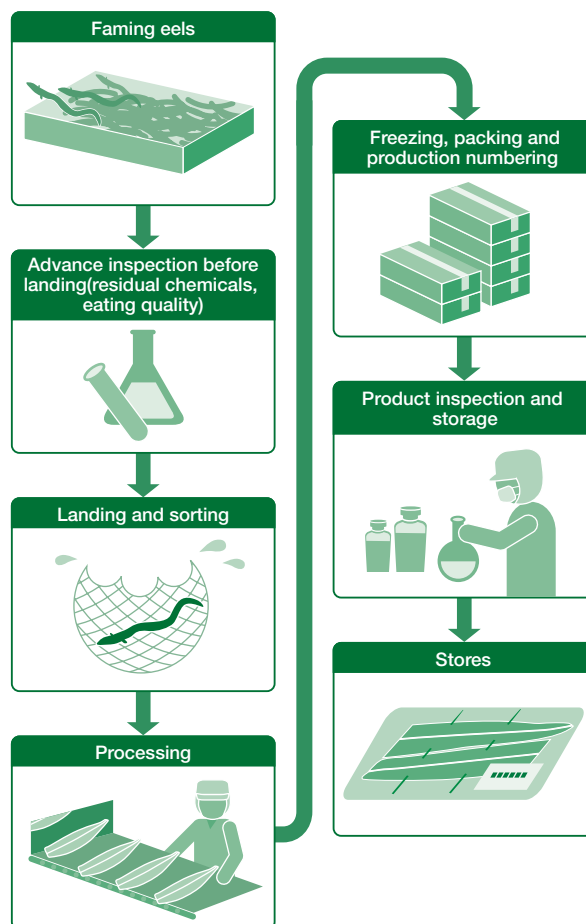 Faming eels
Advance inspection before
landing(residual chemicals,
eating quality)
Landing and sorting
Processing
Freezing, packing and
production numbering
Product inspection and
storage
Stores